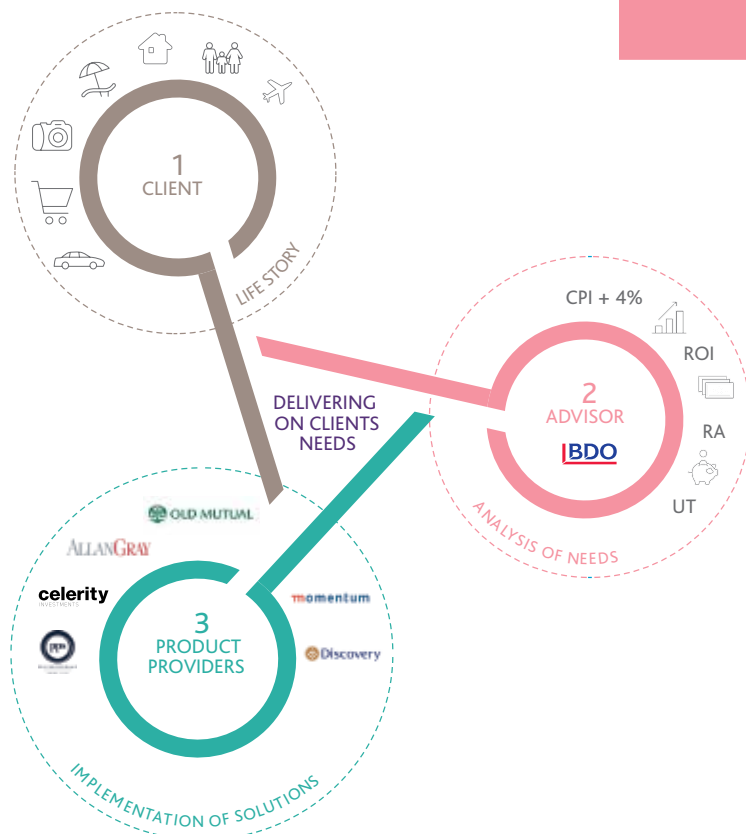 1
CLIENT
LIFE STORY
CPI + 4%
ROI
2
ADVISOR
BDO
RA
UT
ANALYSIS OF NEEDS
DELIVERING
ON CLIENTS
NEEDS
OLD MUTUAL
ALLANGRAY
celerity
INVESTMENTS
momentum
pps
Discovery
3
PRODUCT
PROVIDERS
IMPLEMENTATION OF SOLUTIONS